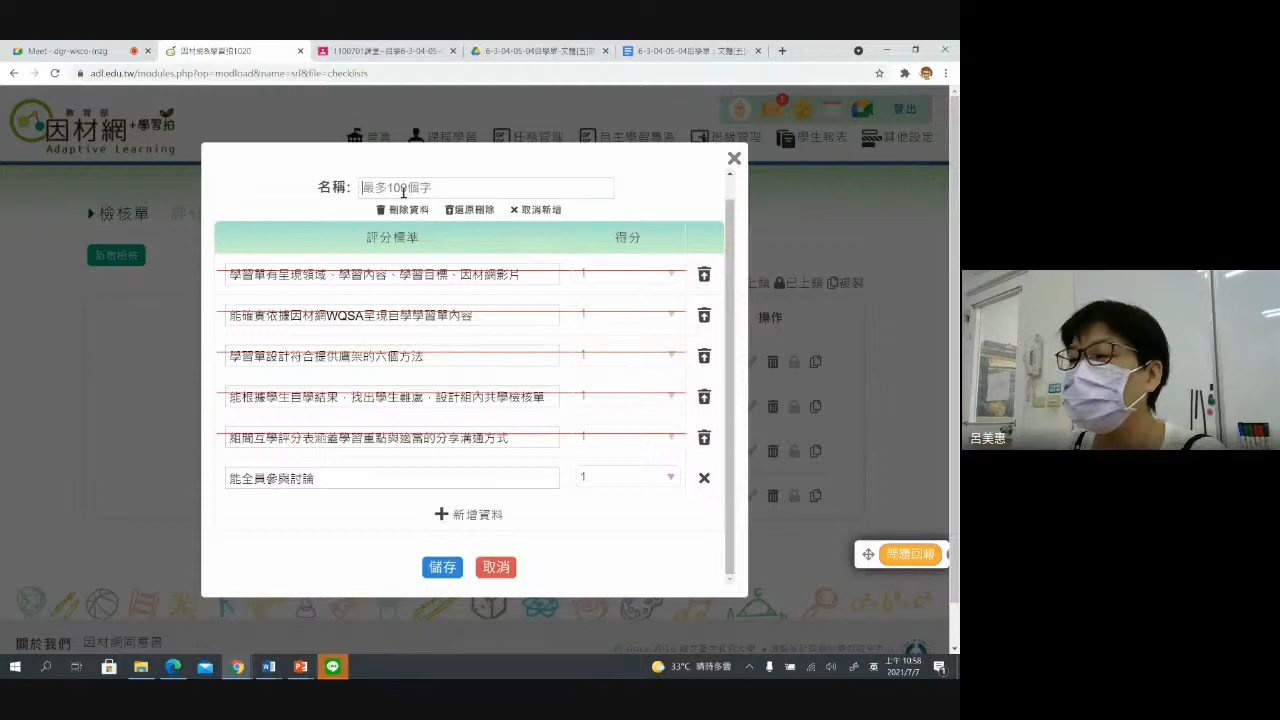 Meet - dgr-wkco-mzg
因材網&學習拍1020
1100701課堂~自學6-3-04-05-
6-3-04-05-04自學單-文體(五)記
6-3-04-05-04自學單：文體(五)
adl.edu.tw/modules.php?op=modload&name=srl&file=checklists
教育部
因材網+學習拍
Adaptive Learning
1
登出
首頁
課程學習
任務管理
自主學習專區
班級管理
學生報表
其他設定
檢核單
評分
新增檢核
上鎖 已上鎖 複製
操作
名稱: 最多100個字
刪除資料 還原刪除 取消新增
評分標準 得分
學習單有呈現領域、學習內容、學習目標、因材網影片 1
能確實依據因材網WQSA呈現自學學習單內容 1
學習單設計符合提供鷹架的六個方法 1
能根據學生自學結果，找出學生難處，設計組內共學檢核單 1
組間互學評分表涵蓋學習重點與適當的分享溝通方式 1
能全員參與討論 1
新增資料
儲存 取消
問題回報
關於我們 因材網同意書
呂美惠
33°C 晴時多雲
英
上午 10:58
2021/7/7